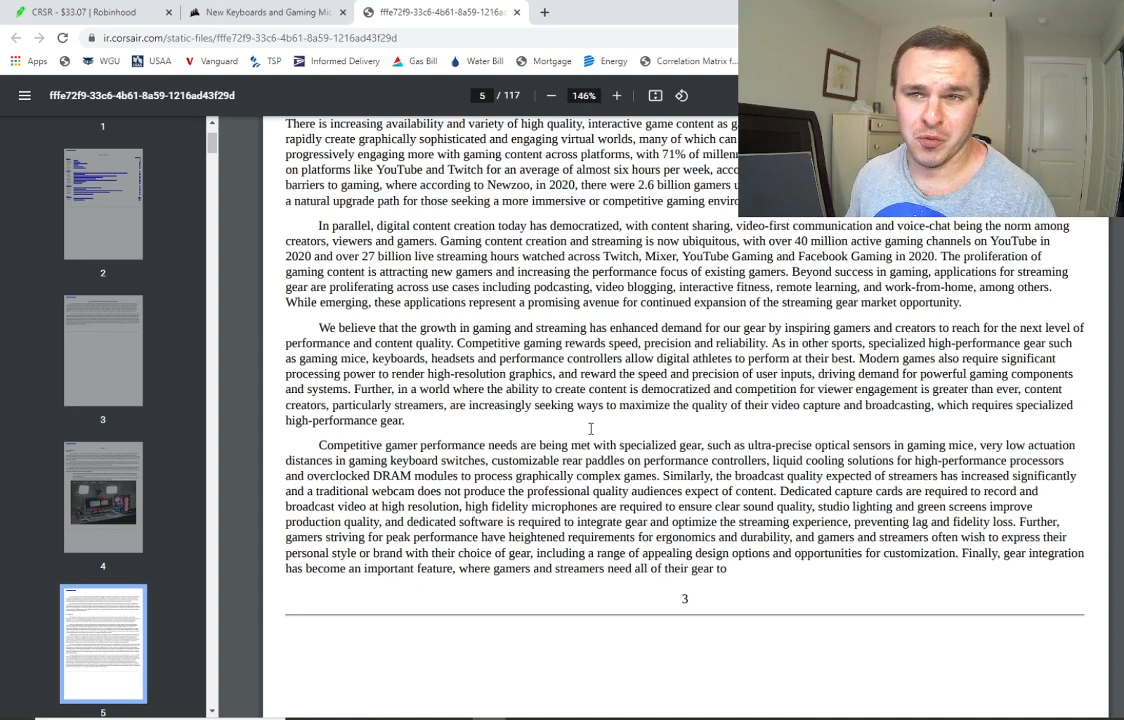 CRSR - $33.07 | Robinhood
New Keyboards and Gaming Mic
fffe72f9-33c6-4b61-8a59-1216a
ir.corsair.com/static-files/fffe72f9-33c6-4b61-8a59-1216ad43f29d
Apps WGU USAA Vanguard TSP Informed Delivery Gas Bill Water Bill Mortgage Energy Correlation Matrix f...
fffe72f9-33c6-4b61-8a59-1216ad43f29d 5 / 117 146%
1
2
3
4
5
There is increasing availability and variety of high quality, interactive game content as g
rapidly create graphically sophisticated and engaging virtual worlds, many of which can
progressively engaging more with gaming content across platforms, with 71% of millenn
on platforms like YouTube and Twitch for an average of almost six hours per week, acco
barriers to gaming, where according to Newzoo, in 2020, there were 2.6 billion gamers u
a natural upgrade path for those seeking a more immersive or competitive gaming enviro
In parallel, digital content creation today has democratized, with content sharing, video-first communication and voice-chat being the norm among
creators, viewers and gamers. Gaming content creation and streaming is now ubiquitous, with over 40 million active gaming channels on YouTube in
2020 and over 27 billion live streaming hours watched across Twitch, Mixer, YouTube Gaming and Facebook Gaming in 2020. The proliferation of
gaming content is attracting new gamers and increasing the performance focus of existing gamers. Beyond success in gaming, applications for streaming
gear are proliferating across use cases including podcasting, video blogging, interactive fitness, remote learning, and work-from-home, among others.
While emerging, these applications represent a promising avenue for continued expansion of the streaming gear market opportunity.
We believe that the growth in gaming and streaming has enhanced demand for our gear by inspiring gamers and creators to reach for the next level of
performance and content quality. Competitive gaming rewards speed, precision and reliability. As in other sports, specialized high-performance gear such
as gaming mice, keyboards, headsets and performance controllers allow digital athletes to perform at their best. Modern games also require significant
processing power to render high-resolution graphics, and reward the speed and precision of user inputs, driving demand for powerful gaming components
and systems. Further, in a world where the ability to create content is democratized and competition for viewer engagement is greater than ever, content
creators, particularly streamers, are increasingly seeking ways to maximize the quality of their video capture and broadcasting, which requires specialized
high-performance gear.
Competitive gamer performance needs are being met with specialized gear, such as ultra-precise optical sensors in gaming mice, very low actuation
distances in gaming keyboard switches, customizable rear paddles on performance controllers, liquid cooling solutions for high-performance processors
and overclocked DRAM modules to process graphically complex games. Similarly, the broadcast quality expected of streamers has increased significantly
and a traditional webcam does not produce the professional quality audiences expect of content. Dedicated capture cards are required to record and
broadcast video at high resolution, high fidelity microphones are required to ensure clear sound quality, studio lighting and green screens improve
production quality, and dedicated software is required to integrate gear and optimize the streaming experience, preventing lag and fidelity loss. Further,
gamers striving for peak performance have heightened requirements for ergonomics and durability, and gamers and streamers often wish to express their
personal style or brand with their choice of gear, including a range of appealing design options and opportunities for customization. Finally, gear integration
has become an important feature, where gamers and streamers need all of their gear to
3